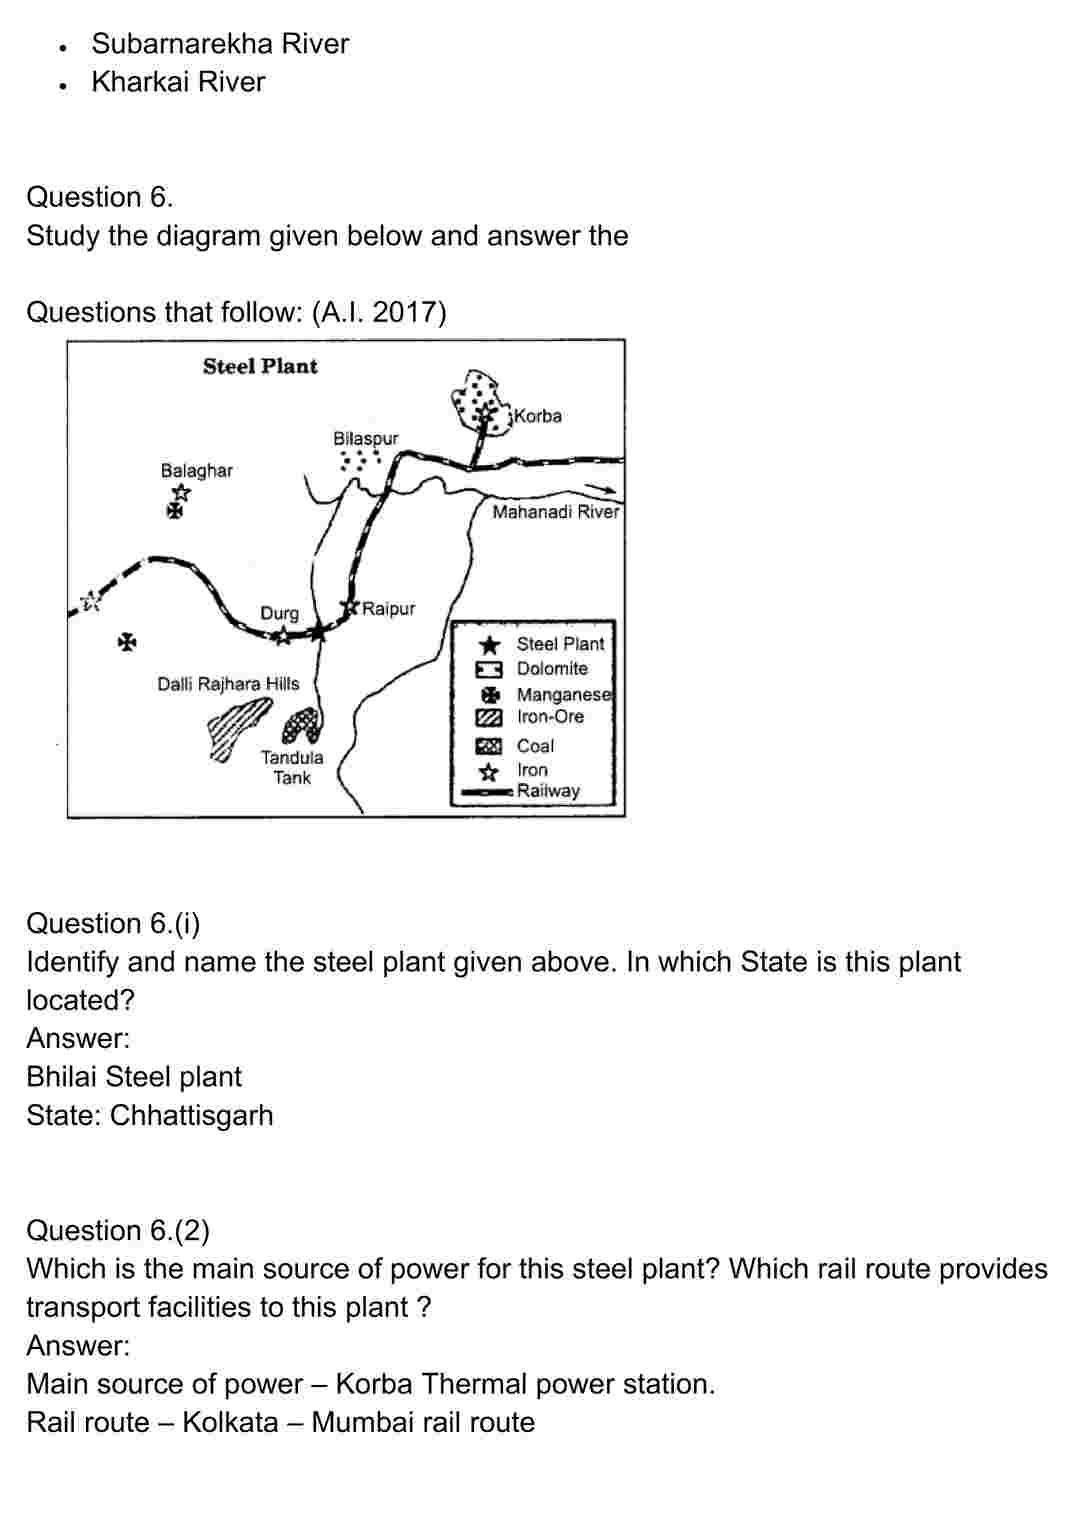 • Subarnarekha River
• Kharkai River
Question 6.
Study the diagram given below and answer the
Questions that follow: (A.I. 2017)
Steel Plant
Korba
Bilaspur
Balaghar
Mahanadi River
Durg
Raipur
Steel Plant
Dolomite
Dalli Rajhara Hills
Manganese
Iron-Ore
Coal
Tandula
Tank
Iron
Railway
Question 6.(i)
Identify and name the steel plant given above. In which State is this plant
located?
Answer:
Bhilai Steel plant
State: Chhattisgarh
Question 6.(2)
Which is the main source of power for this steel plant? Which rail route provides
transport facilities to this plant ?
Answer:
Main source of power – Korba Thermal power station.
Rail route – Kolkata – Mumbai rail route